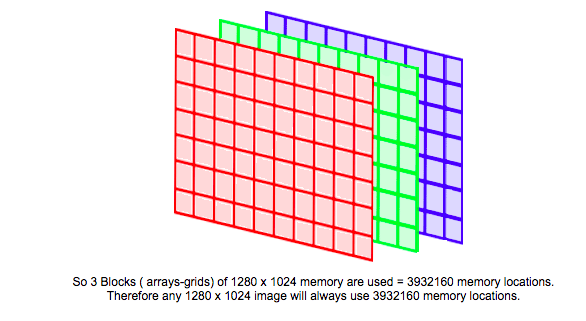 So 3 Blocks ( arrays-grids) of 1280 x 1024 memory are used = 3932160 memory locations.
Therefore any 1280 x 1024 image will always use 3932160 memory locations.